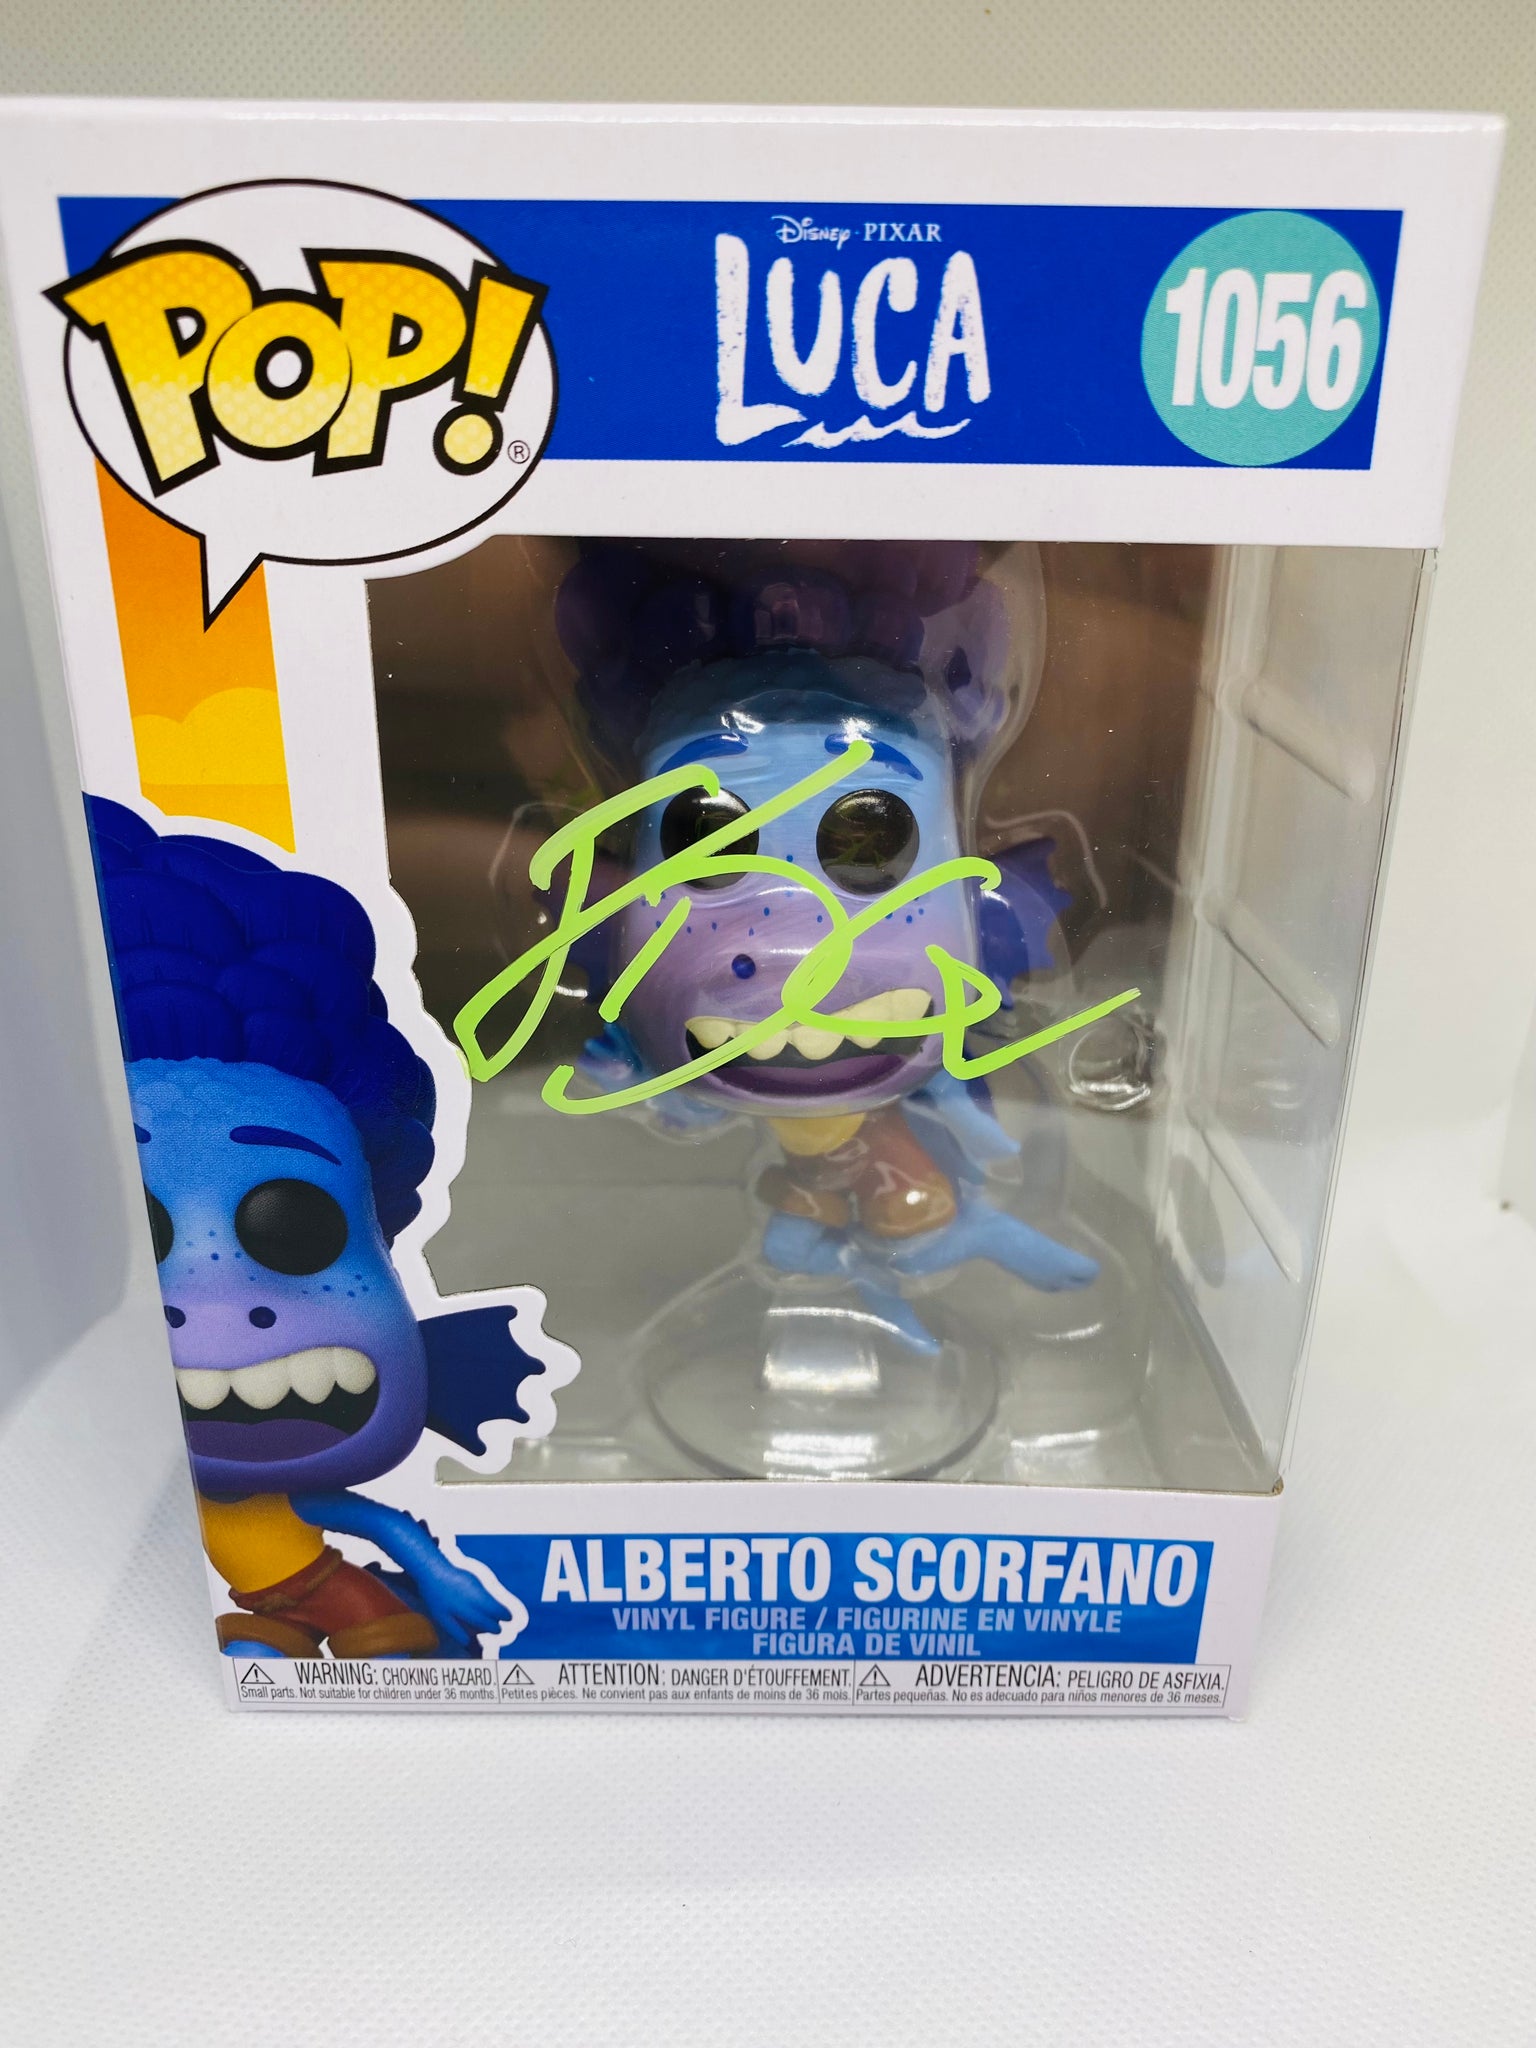 POP!®
Disney · PIXAR
LUCA
1056
ALBERTO SCORFANO
VINYL FIGURE / FIGURINE EN VINYLE
FIGURA DE VINIL
WARNING: CHOKING HAZARD.
Small parts. Not suitable for children under 36 months.
ATTENTION: DANGER D'ÉTOUFFEMENT.
Petites pièces. Ne convient pas aux enfants de moins de 36 mois.
ADVERTENCIA: PELIGRO DE ASFIXIA.
Partes pequeñas. No es adecuado para niños menores de 36 meses.